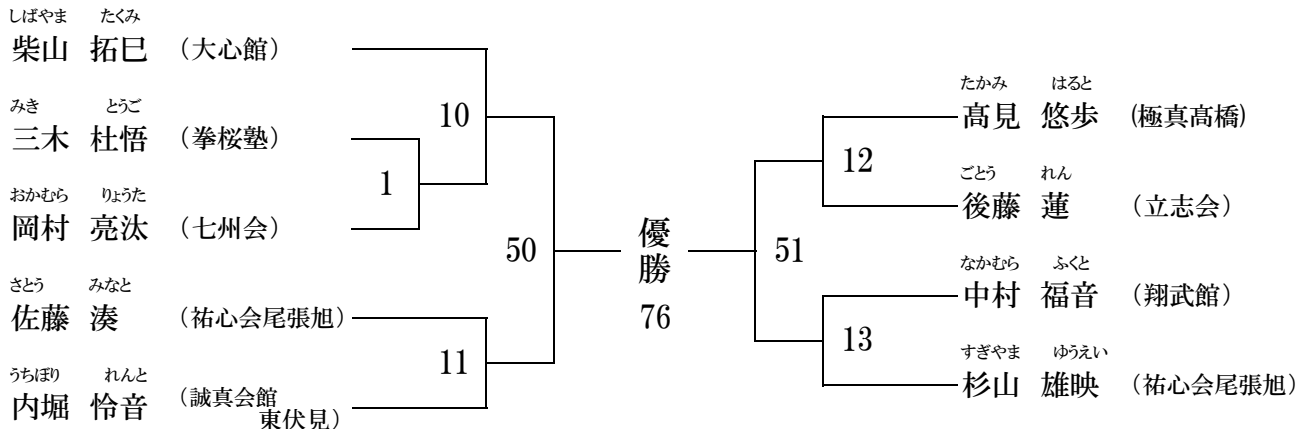 しばやま たくみ
柴山 拓巳 （大心館）
みき とうご
三木 杜悟 （拳桜塾）
おかむら りょうた
岡村 亮汰 （七州会）
さとう みなと
佐藤 湊 （祐心会尾張旭）
うちぼり れんと
内堀 怜音 （誠真会館
東伏見）
10
1
11
50
優勝
76
51
12
13
たかみ はると
髙見 悠歩 (極真高橋)
ごとう れん
後藤 蓮 （立志会）
なかむら ふくと
中村 福音 （翔武館）
すぎやま ゆうえい
杉山 雄映 （祐心会尾張旭）